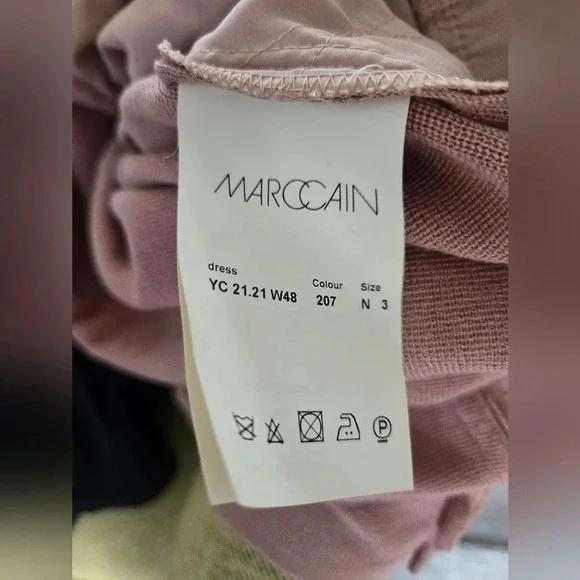 MARCCAIN
dress Colour Size
YC 21.21 W48 207 N 3
P